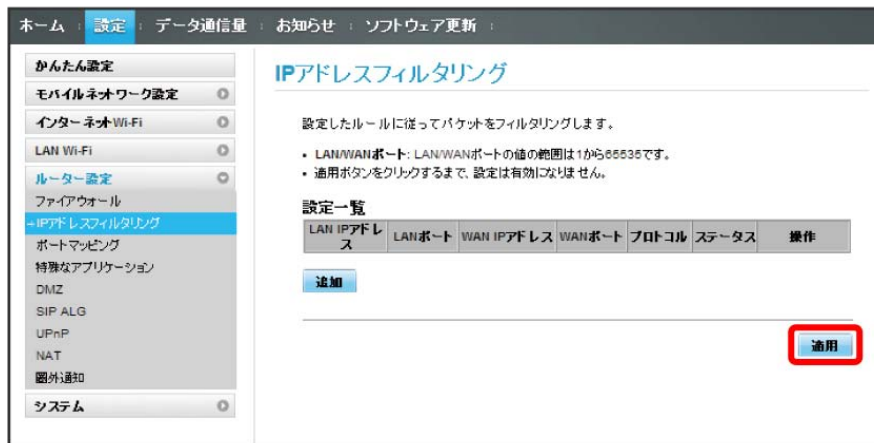 ホーム 設定 データ通信量 お知らせ ソフトウェア更新
かんたん設定
モバイルネットワーク設定
インターネットWi-Fi
LAN Wi-Fi
ルーター設定
ファイアウォール
IPアドレスフィルタリング
ポートマッピング
特殊なアプリケーション
DMZ
SIP ALG
UPnP
NAT
圏外通知
システム
IPアドレスフィルタリング
設定したルールに従ってパケットをフィルタリングします。
• LAN/WANポート: LAN/WANポートの値の範囲は1から65535です。
• 適用ボタンをクリックするまで、設定は有効になりません。
設定一覧
LAN IPアドレス LANポート WAN IPアドレス WANポート プロトコル ステータス 操作
追加
適用